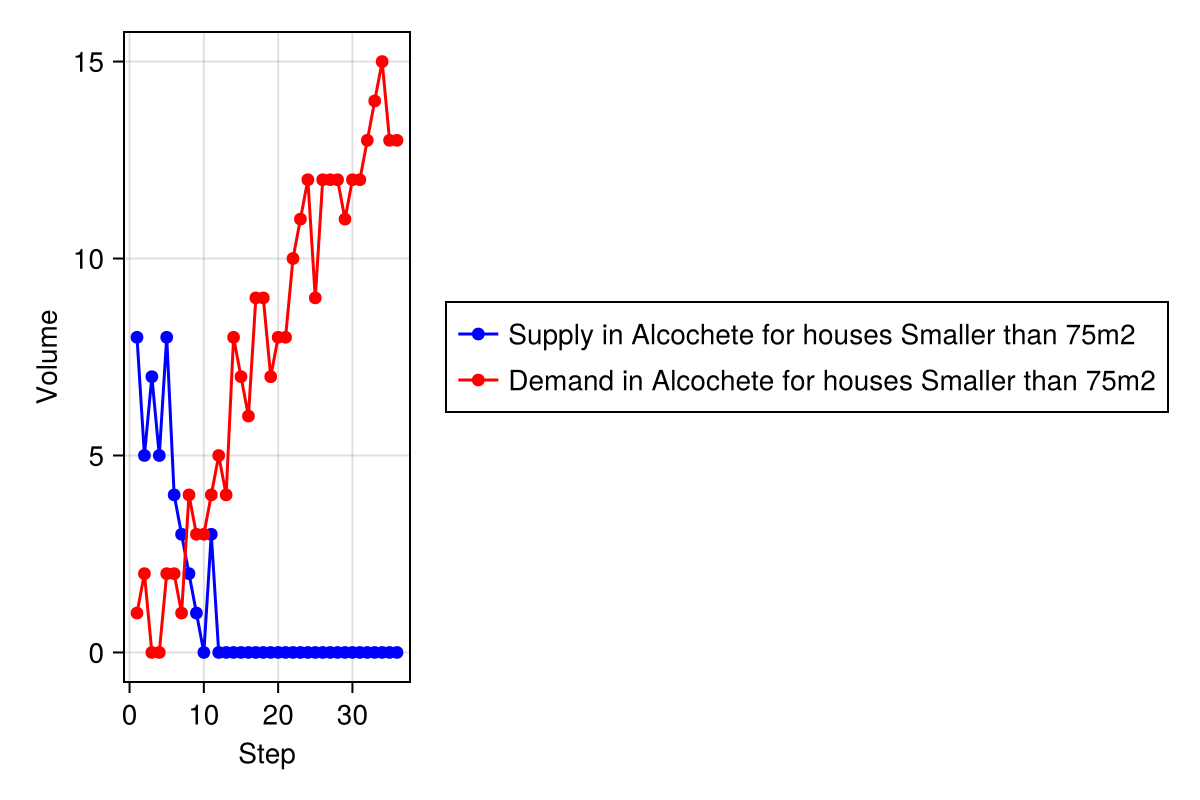 15
10
5
0
Volume
0 10 20 30
Step
Supply in Alcochete for houses Smaller than 75m2
Demand in Alcochete for houses Smaller than 75m2